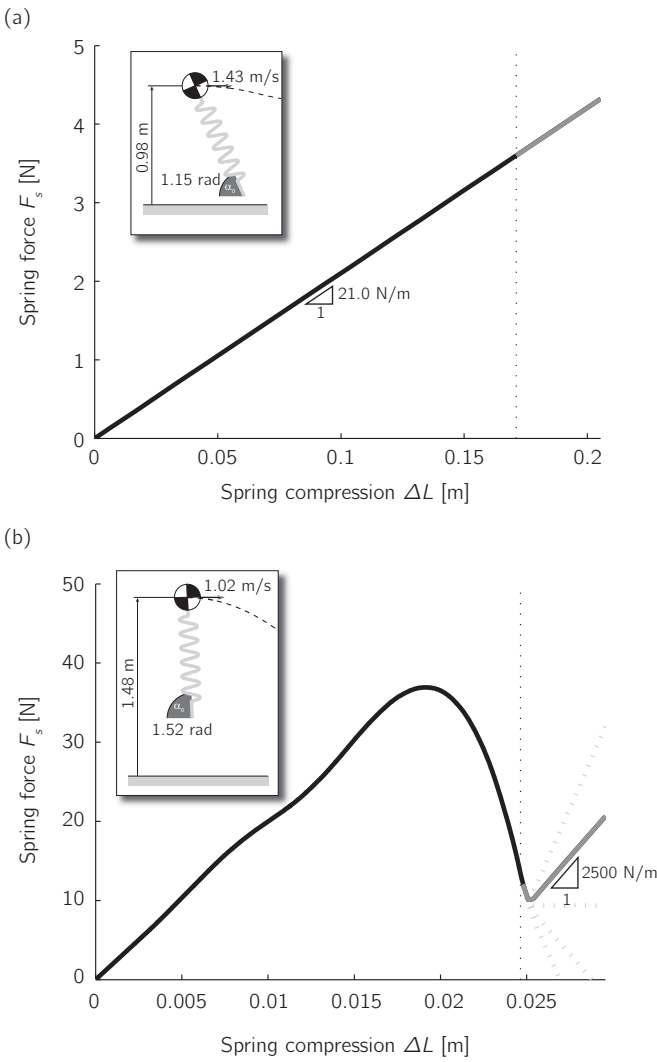 (a)
5
4
3
2
1
0
Spring force F_s [N]
1.43 m/s
0.98 m
1.15 rad
α₀
21.0 N/m
1
0
0.05
0.1
0.15
0.2
Spring compression ΔL [m]
(b)
50
40
30
20
10
0
Spring force F_s [N]
1.02 m/s
1.48 m
α₀
1.52 rad
2500 N/m
1
0
0.005
0.01
0.015
0.02
0.025
Spring compression ΔL [m]